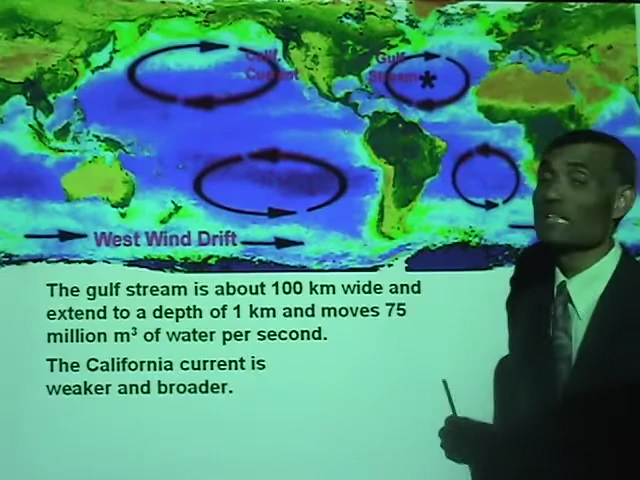 Calif. Current
Gulf Stream
West Wind Drift
The gulf stream is about 100 km wide and
extend to a depth of 1 km and moves 75
million m³ of water per second.
The California current is
weaker and broader.